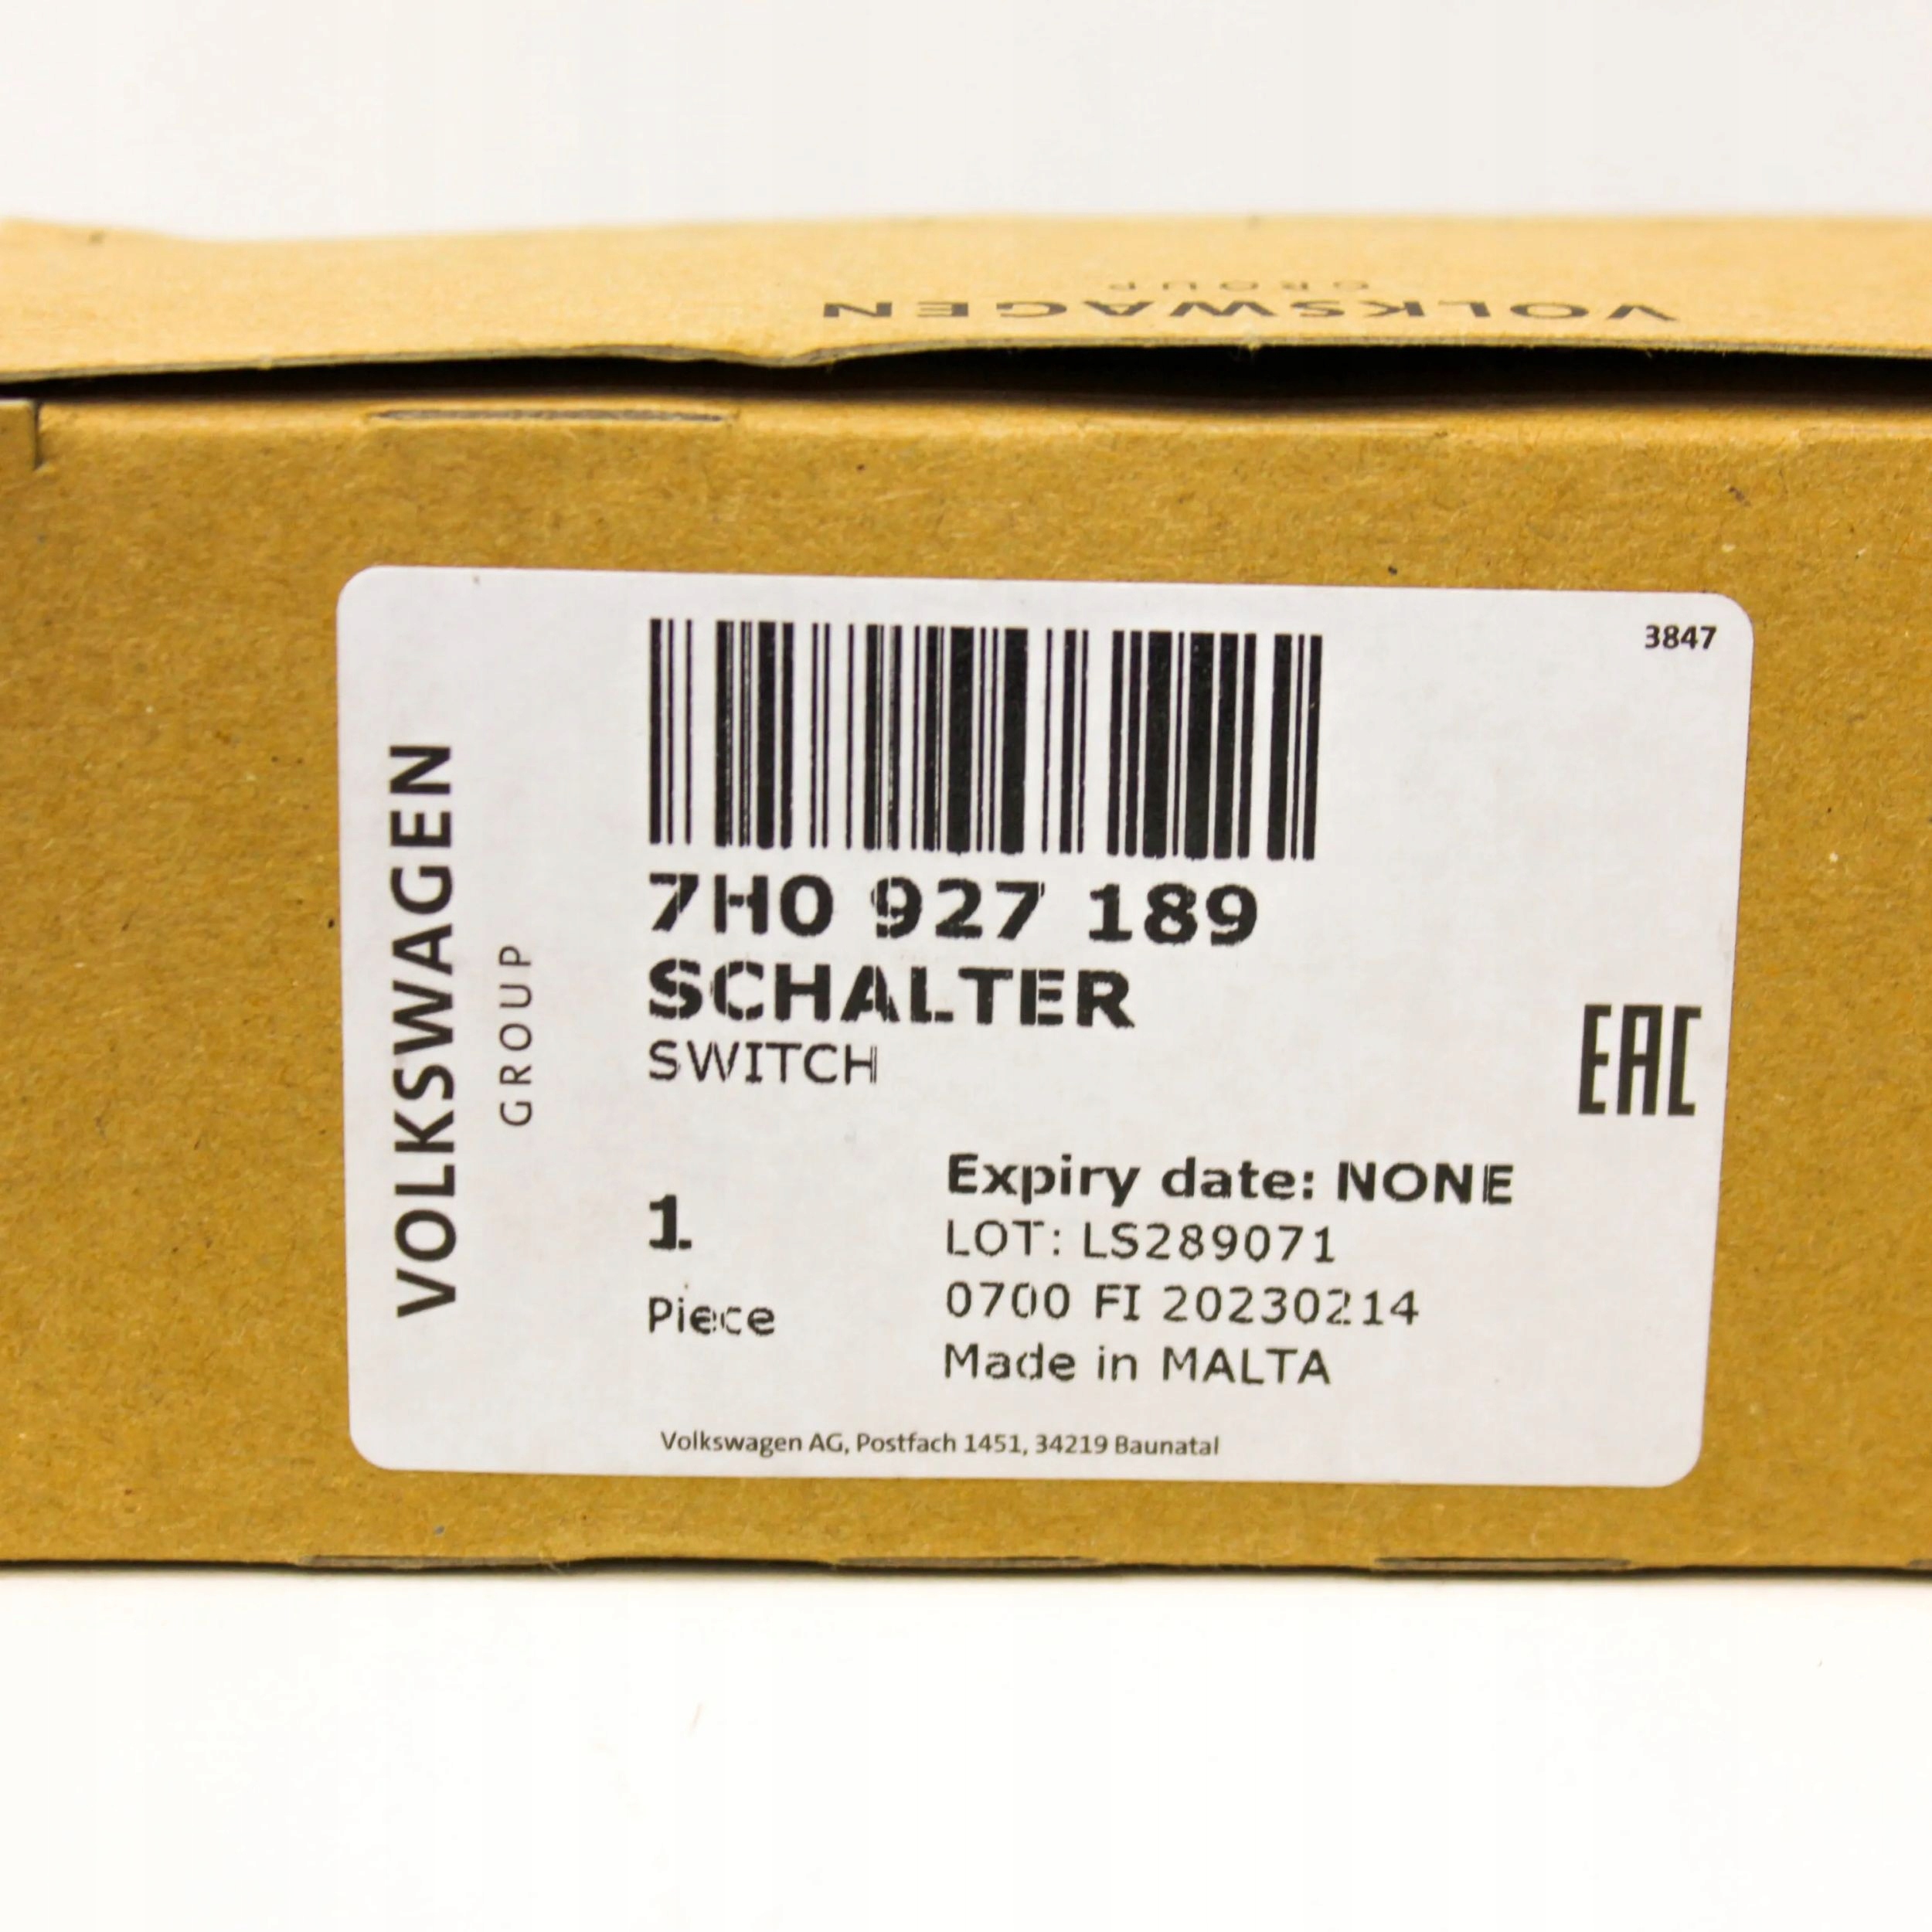 VOLKSWAGEN
GROUP
3847
VOLKSWAGEN
GROUP
7H0 927 189
SCHALTER
SWITCH
EAC
1
Piece
Expiry date: NONE
LOT: LS289071
0700 FI 20230214
Made in MALTA
Volkswagen AG, Postfach 1451, 34219 Baunatal